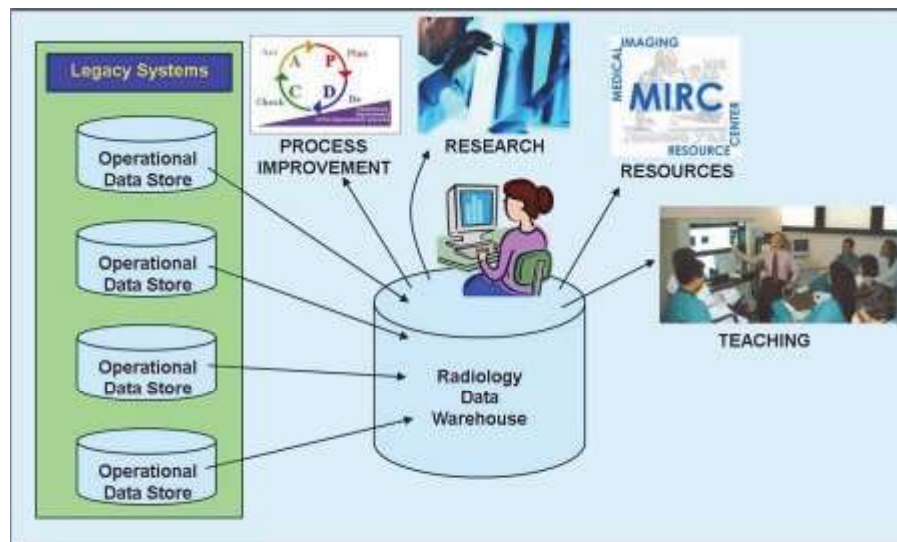 Legacy Systems
Operational
Data Store
Operational
Data Store
Operational
Data Store
Operational
Data Store
Act
Plan
A
P
C
D
Check
Do
PROCESS
IMPROVEMENT
RESEARCH
MEDICAL
IMAGING
MIRC
RESOURCE
CENTER
RESOURCES
TEACHING
Radiology
Data
Warehouse